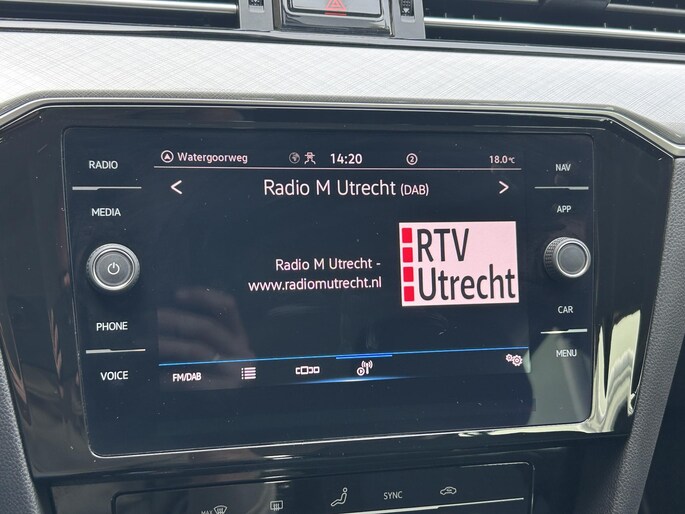 Watergoorweg 14:20 2 18.0°C
RADIO
NAV
< Radio M Utrecht (DAB) >
MEDIA
APP
Radio M Utrecht -
www.radiomutrecht.nl
RTV
Utrecht
PHONE
CAR
VOICE
MENU
FM/DAB
MAX
SYNC